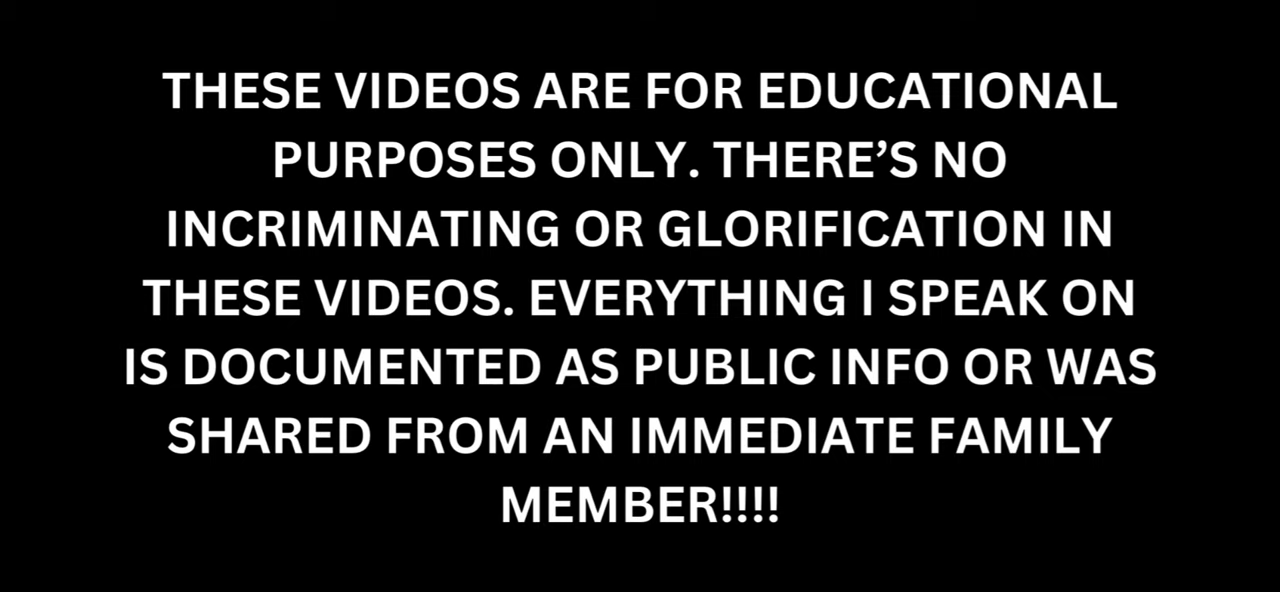 THESE VIDEOS ARE FOR EDUCATIONAL
PURPOSES ONLY. THERE’S NO
INCRIMINATING OR GLORIFICATION IN
THESE VIDEOS. EVERYTHING I SPEAK ON
IS DOCUMENTED AS PUBLIC INFO OR WAS
SHARED FROM AN IMMEDIATE FAMILY
MEMBER!!!!